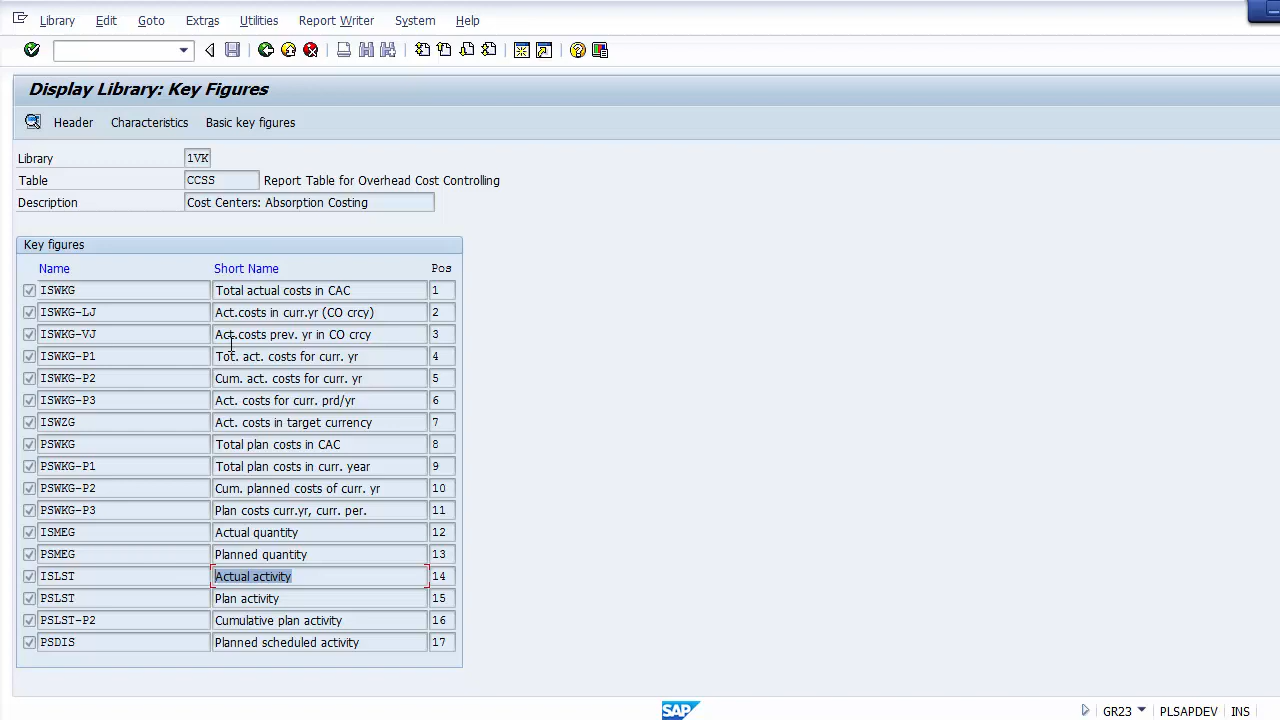 Library Edit Goto Extras Utilities Report Writer System Help
Display Library: Key Figures
Header Characteristics Basic key figures
Library 1VK
Table CCSS Report Table for Overhead Cost Controlling
Description Cost Centers: Absorption Costing
Key figures
Name Short Name Pos
ISWKG Total actual costs in CAC 1
ISWKG-LJ Act.costs in curr.yr (CO crcy) 2
ISWKG-VJ Act.costs prev. yr in CO crcy 3
ISWKG-P1 Tot. act. costs for curr. yr 4
ISWKG-P2 Cum. act. costs for curr. yr 5
ISWKG-P3 Act. costs for curr. prd/yr 6
ISWZG Act. costs in target currency 7
PSWKG Total plan costs in CAC 8
PSWKG-P1 Total plan costs in curr. year 9
PSWKG-P2 Cum. planned costs of curr. yr 10
PSWKG-P3 Plan costs curr.yr, curr. per. 11
ISMEG Actual quantity 12
PSMEG Planned quantity 13
ISLST Actual activity 14
PSLST Plan activity 15
PSLST-P2 Cumulative plan activity 16
PSDIS Planned scheduled activity 17
SAP GR23 PLSAPDEV INS